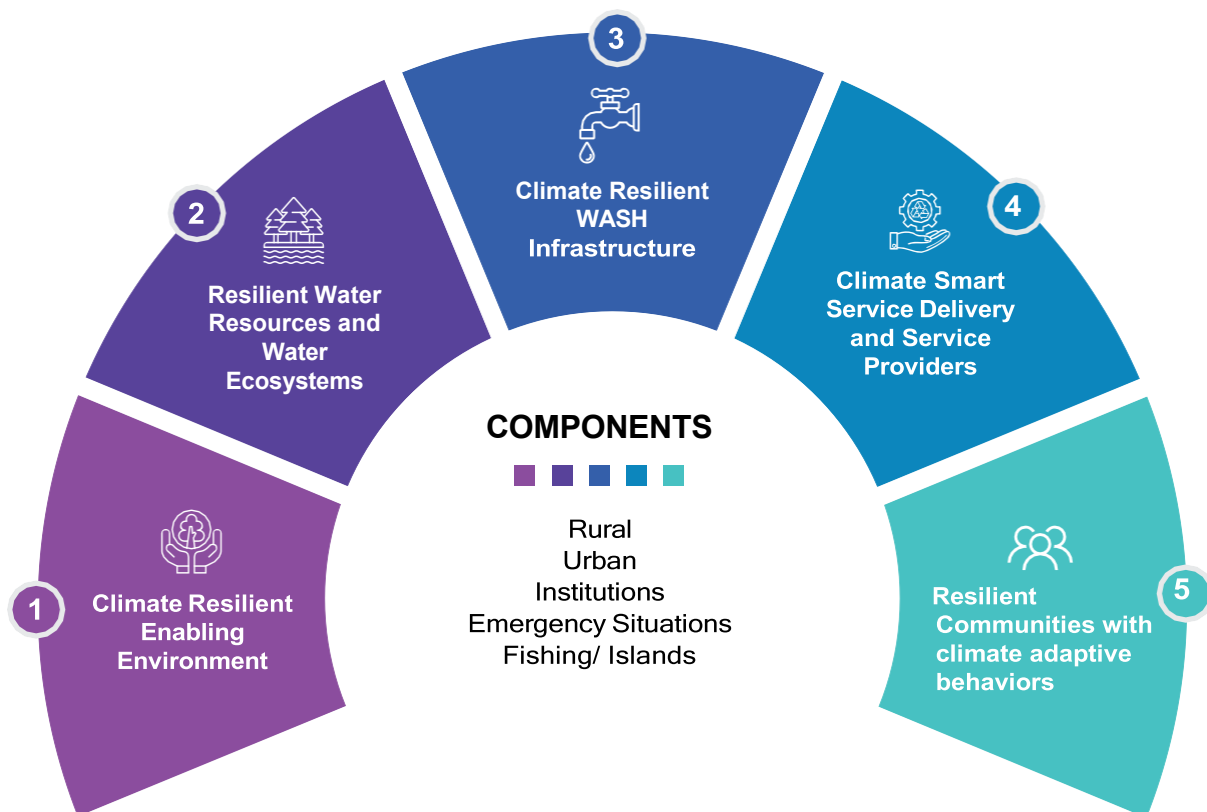 1
Climate Resilient
Enabling
Environment
2
Resilient Water
Resources and
Water
Ecosystems
3
Climate Resilient
WASH
Infrastructure
4
Climate Smart
Service Delivery
and Service
Providers
5
Resilient
Communities with
climate adaptive
behaviors
COMPONENTS
Rural
Urban
Institutions
Emergency Situations
Fishing/ Islands